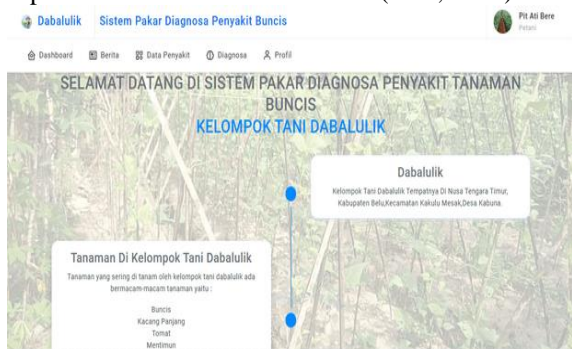 Dabalulik Sistem Pakar Diagnosa Penyakit Buncis
Pit Ati Bere
Petani
Dashboard Berita Data Penyakit Diagnosa Profil
SELAMAT DATANG DI SISTEM PAKAR DIAGNOSA PENYAKIT TANAMAN
BUNCIS
KELOMPOK TANI DABALULIK
Dabalulik
Kelompok Tani Dabalulik Tempatnya Di Nusa Tengara Timur,
Kabupaten Belu,Kecamatan Kakulu Mesak,Desa Kabuna.
Tanaman Di Kelompok Tani Dabalulik
Tanaman yang sering di tanam oleh kelompok tani dabalulik ada
bermacam-macam tanaman yaitu :
Buncis
Kacang Panjang
Tomat
Mentimun